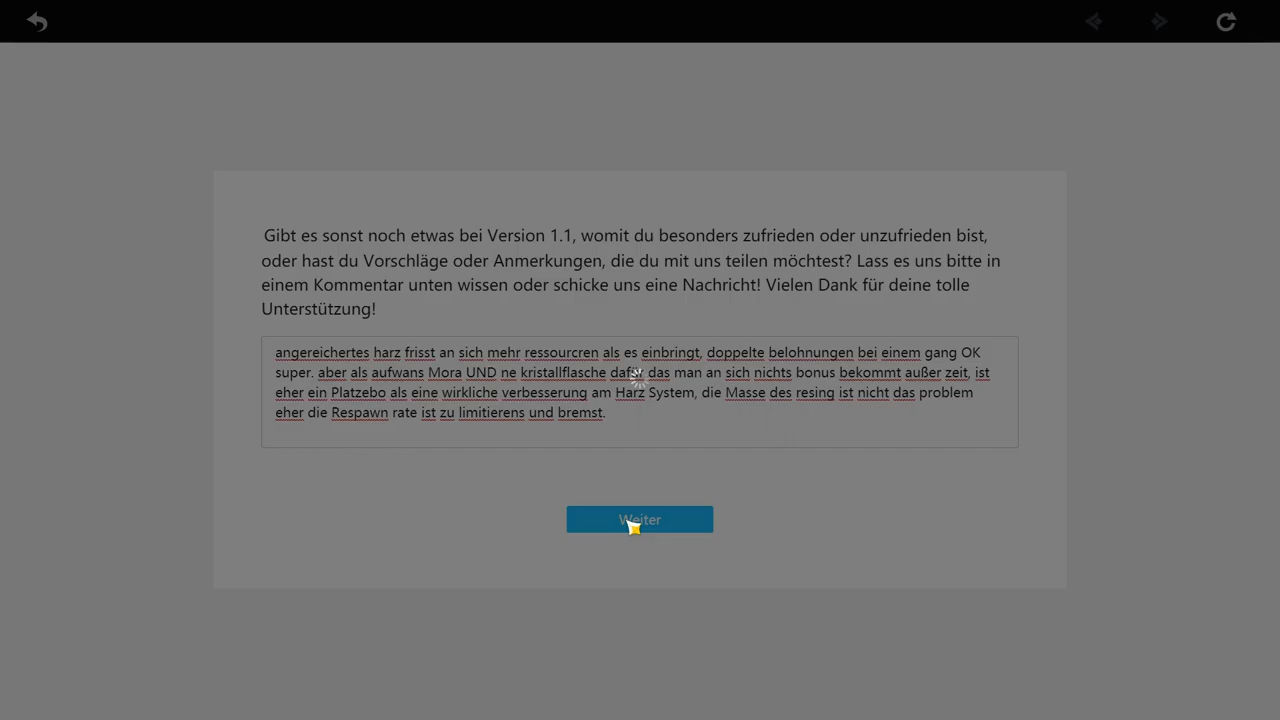 Gibt es sonst noch etwas bei Version 1.1, womit du besonders zufrieden oder unzufrieden bist,
oder hast du Vorschläge oder Anmerkungen, die du mit uns teilen möchtest? Lass es uns bitte in
einem Kommentar unten wissen oder schicke uns eine Nachricht! Vielen Dank für deine tolle
Unterstützung!
angereichertes harz frisst an sich mehr ressourcren als es einbringt, doppelte belohnungen bei einem gang OK
super. aber als aufwans Mora UND ne kristallflasche dafür das man an sich nichts bonus bekommt außer zeit, ist
eher ein Platzebo als eine wirkliche verbesserung am Harz System, die Masse des resing ist nicht das problem
eher die Respawn rate ist zu limitierens und bremst.
Weiter